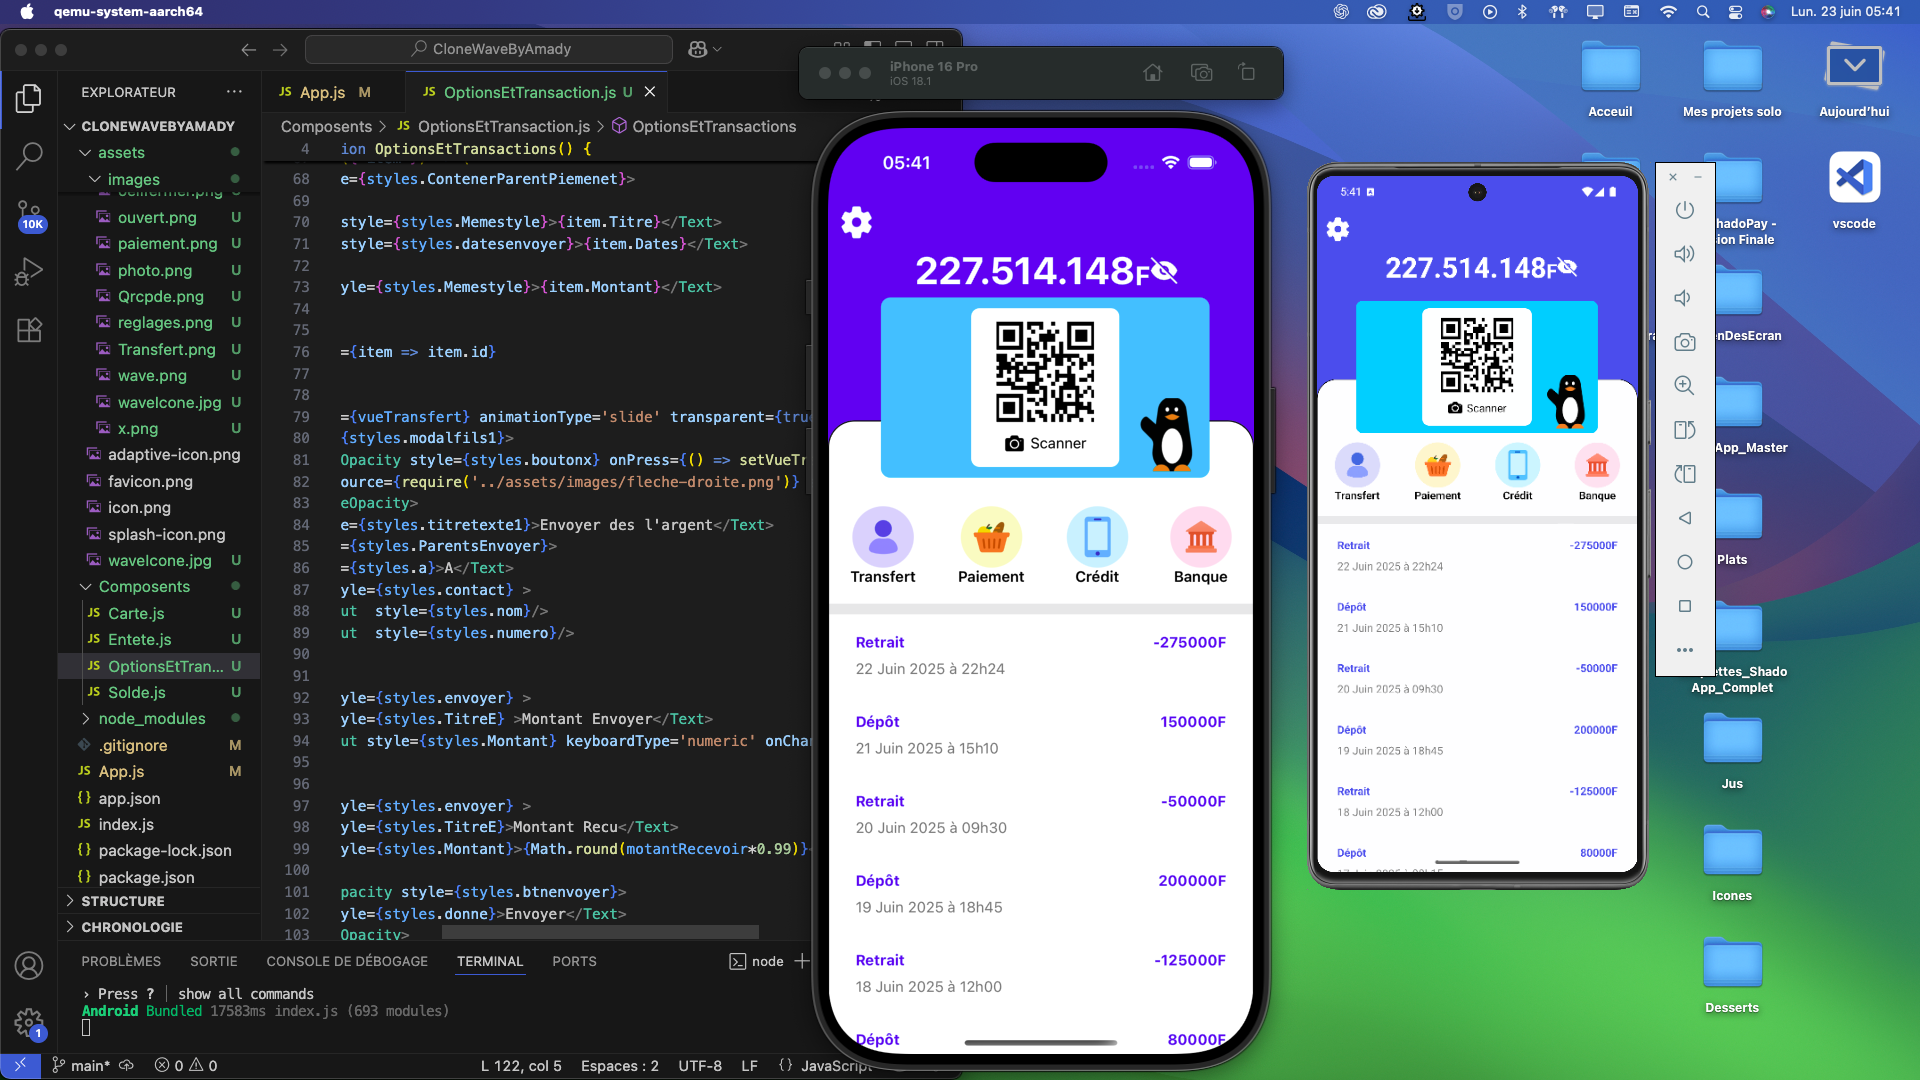 qemu-system-aarch64
Lun. 23 juin 05:41
CloneWaveByAmady
EXPLORATEUR
CLONEWAVEBYAMADY
assets
images
ouvert.png U
paiement.png U
photo.png U
Qrcpde.png U
reglages.png U
Transfert.png U
wave.png U
waveIcone.jpg U
x.png U
adaptive-icon.png
favicon.png
icon.png
splash-icon.png
waveIcone.jpg U
Composents
JS Carte.js U
JS Entete.js U
JS OptionsEtTran... U
JS Solde.js U
node_modules
.gitignore M
JS App.js M
{} app.json
JS index.js
{} package-lock.json
{} package.json
STRUCTURE
CHRONOLOGIE
10K
1
JS App.js M
JS OptionsEtTransaction.js U
Composents > JS OptionsEtTransaction.js > OptionsEtTransactions
4 ion OptionsEtTransactions() {
68 e={styles.ContenerParentPiemenet}>
69
70 style={styles.Memestyle}>{item.Titre}</Text>
71 style={styles.datesenvoyer}>{item.Dates}</Text>
72
73 yle={styles.Memestyle}>{item.Montant}</Text>
74
75
76 ={item => item.id}
77
78
79 ={vueTransfert} animationType='slide' transparent={true
80 {styles.modalfils1}>
81 Opacity style={styles.boutonx} onPress={() => setVueTr
82 ource={require('../assets/images/fleche-droite.png')}
83 eOpacity>
84 e={styles.titretexte1}>Envoyer des l'argent</Text>
85 ={styles.ParentsEnvoyer}>
86 ={styles.a}>A</Text>
87 yle={styles.contact} >
88 ut style={styles.nom}/>
89 ut style={styles.numero}/>
90
91
92 yle={styles.envoyer} >
93 yle={styles.TitreE} >Montant Envoyer</Text>
94 ut style={styles.Montant} keyboardType='numeric' onChan
95
96
97 yle={styles.envoyer} >
98 yle={styles.TitreE}>Montant Recu</Text>
99 yle={styles.Montant}>{Math.round(motantRecevoir*0.99)}
100
101 pacity style={styles.btnenvoyer}>
102 yle={styles.donne}>Envoyer</Text>
103 Opacity>
PROBLÈMES SORTIE CONSOLE DE DÉBOGAGE TERMINAL PORTS
node
› Press ? │ show all commands
Android Bundled 17583ms index.js (693 modules)
main* 0 0
L 122, col 5 Espaces : 2 UTF-8 LF {} JavaScript
iPhone 16 Pro
iOS 18.1
05:41
227.514.148F
Scanner
Transfert Paiement Crédit Banque
Retrait -275000F
22 Juin 2025 à 22h24
Dépôt 150000F
21 Juin 2025 à 15h10
Retrait -50000F
20 Juin 2025 à 09h30
Dépôt 200000F
19 Juin 2025 à 18h45
Retrait -125000F
18 Juin 2025 à 12h00
Dépôt 80000F
5:41
227.514.148F
Scanner
Transfert Paiement Crédit Banque
Retrait -275000F
22 Juin 2025 à 22h24
Dépôt 150000F
21 Juin 2025 à 15h10
Retrait -50000F
20 Juin 2025 à 09h30
Dépôt 200000F
19 Juin 2025 à 18h45
Retrait -125000F
18 Juin 2025 à 12h00
Dépôt 80000F
Acceuil
Mes projets solo
Aujourd'hui
hadoPay -
ion Finale
vscode
nDesEcran
App_Master
Plats
ettes_Shado
App_Complet
Jus
Icones
Desserts